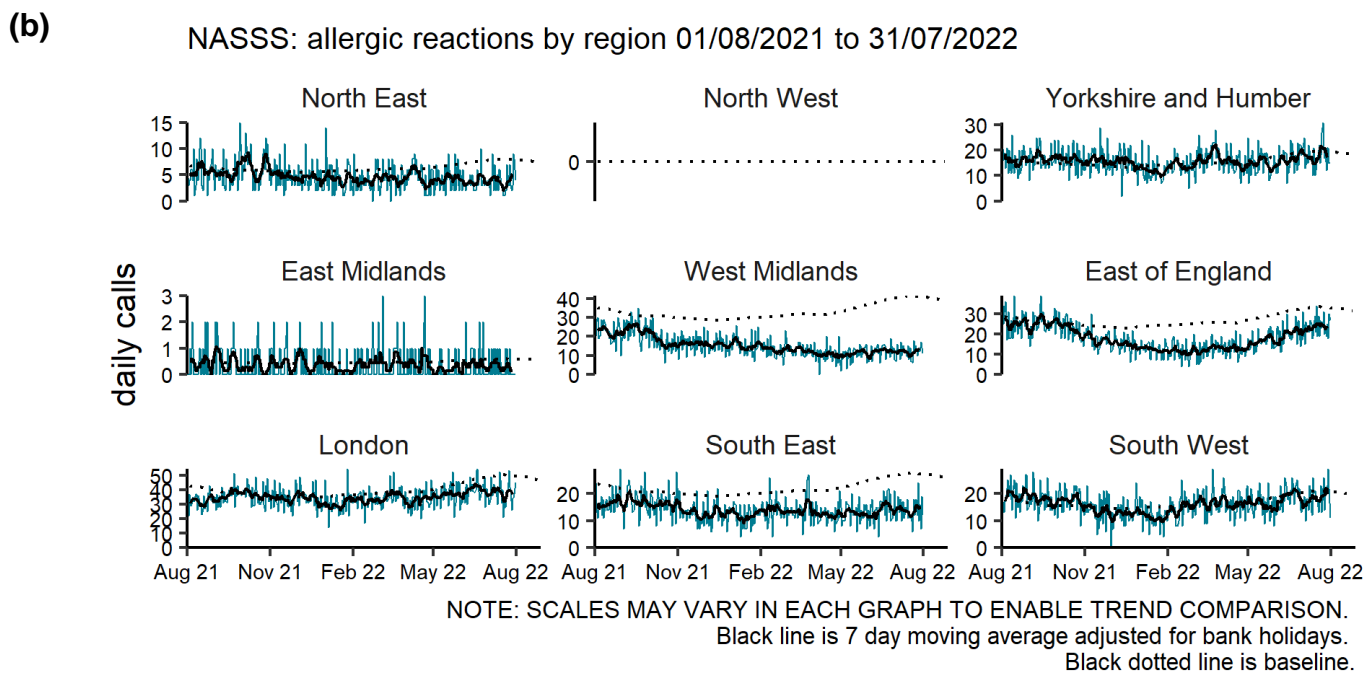 (b)
NASSS: allergic reactions by region 01/08/2021 to 31/07/2022
North East
15
10
5
0
North West
0
Yorkshire and Humber
30
20
10
0
daily calls
East Midlands
3
2
1
0
West Midlands
40
30
20
10
0
East of England
30
20
10
0
London
50
40
30
20
10
0
South East
20
10
0
South West
20
10
0
Aug 21 Nov 21 Feb 22 May 22 Aug 22
Aug 21 Nov 21 Feb 22 May 22 Aug 22
Aug 21 Nov 21 Feb 22 May 22 Aug 22
NOTE: SCALES MAY VARY IN EACH GRAPH TO ENABLE TREND COMPARISON.
Black line is 7 day moving average adjusted for bank holidays.
Black dotted line is baseline.